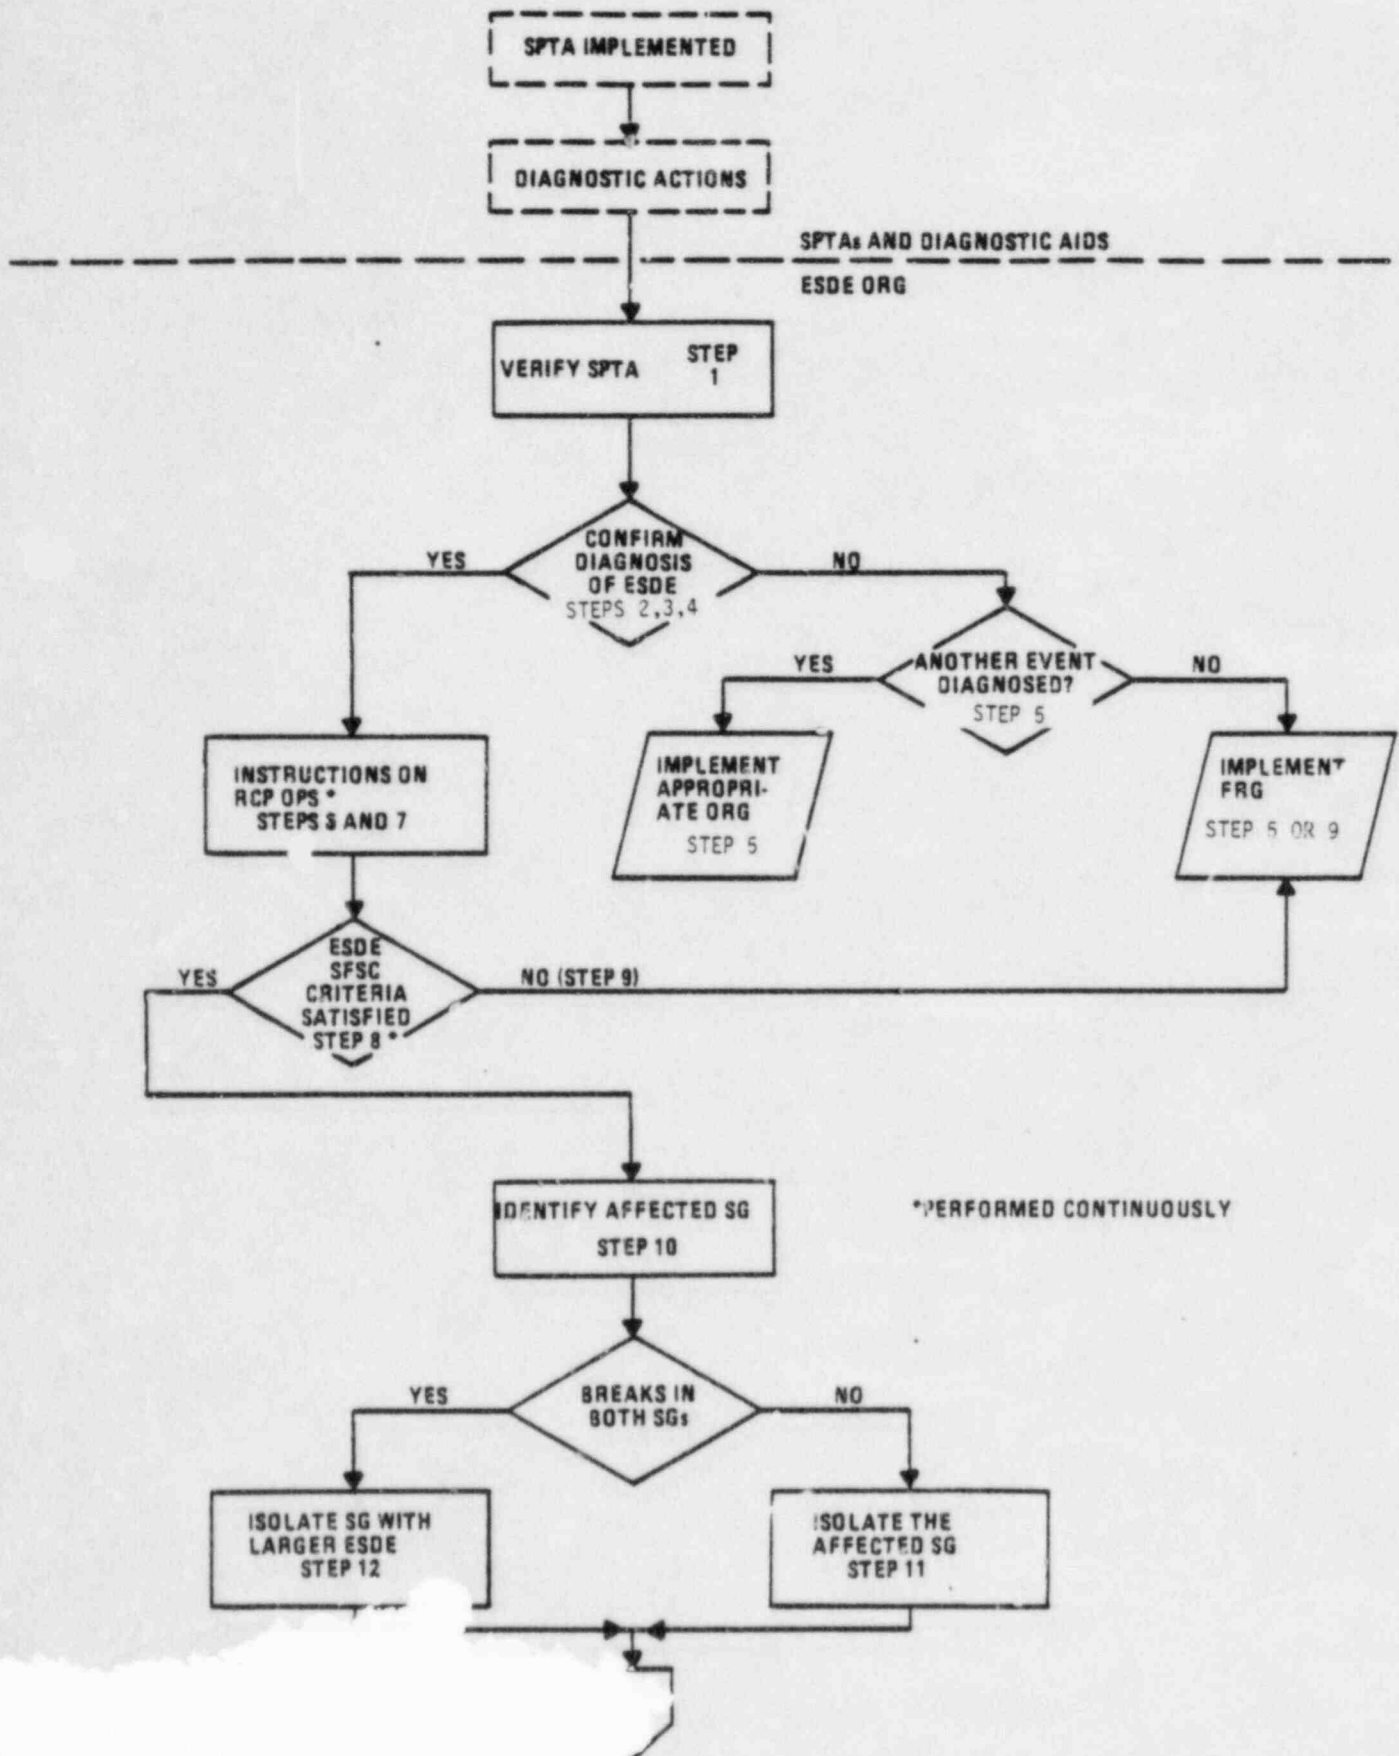 SPTA IMPLEMENTED
DIAGNOSTIC ACTIONS
SPTAs AND DIAGNOSTIC AIDS
ESDE ORG
VERIFY SPTA STEP
1
CONFIRM
DIAGNOSIS
OF ESDE
STEPS 2,3,4
YES
NO
ANOTHER EVENT
DIAGNOSED?
STEP 5
YES
NO
INSTRUCTIONS ON
RCP OPS *
STEPS AND 7
IMPLEMENT
APPROPRI-
ATE ORG
STEP 5
IMPLEMENT
FRG
STEP 5 OR 9
ESDE
SFSC
CRITERIA
SATISFIED
STEP 8 *
YES
NO (STEP 9)
IDENTIFY AFFECTED SG
STEP 10
*PERFORMED CONTINUOUSLY
BREAKS IN
BOTH SGs
YES
NO
ISOLATE SG WITH
LARGER ESDE
STEP 12
ISOLATE THE
AFFECTED SG
STEP 11